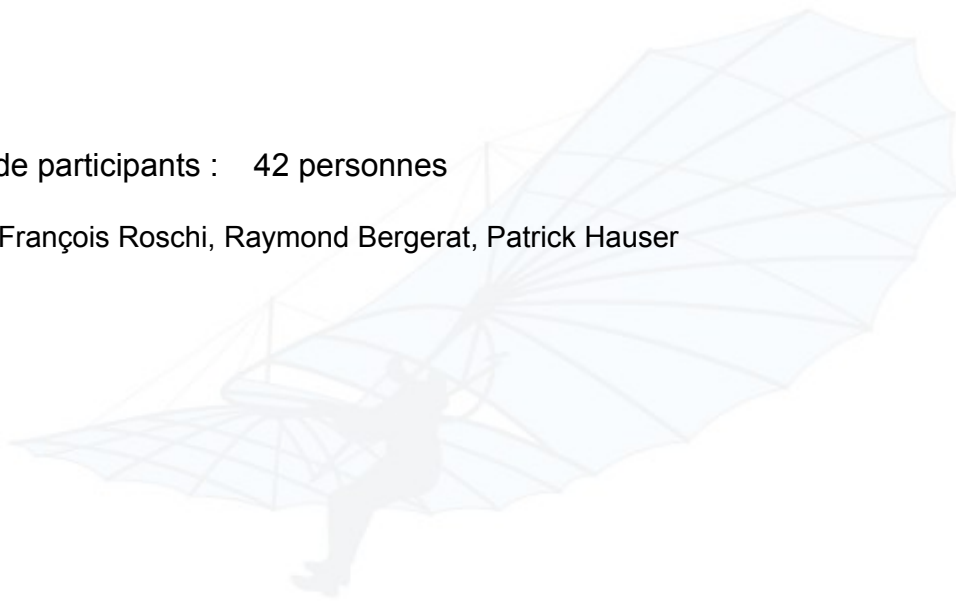 de participants : 42 personnes
François Roschi, Raymond Bergerat, Patrick Hauser